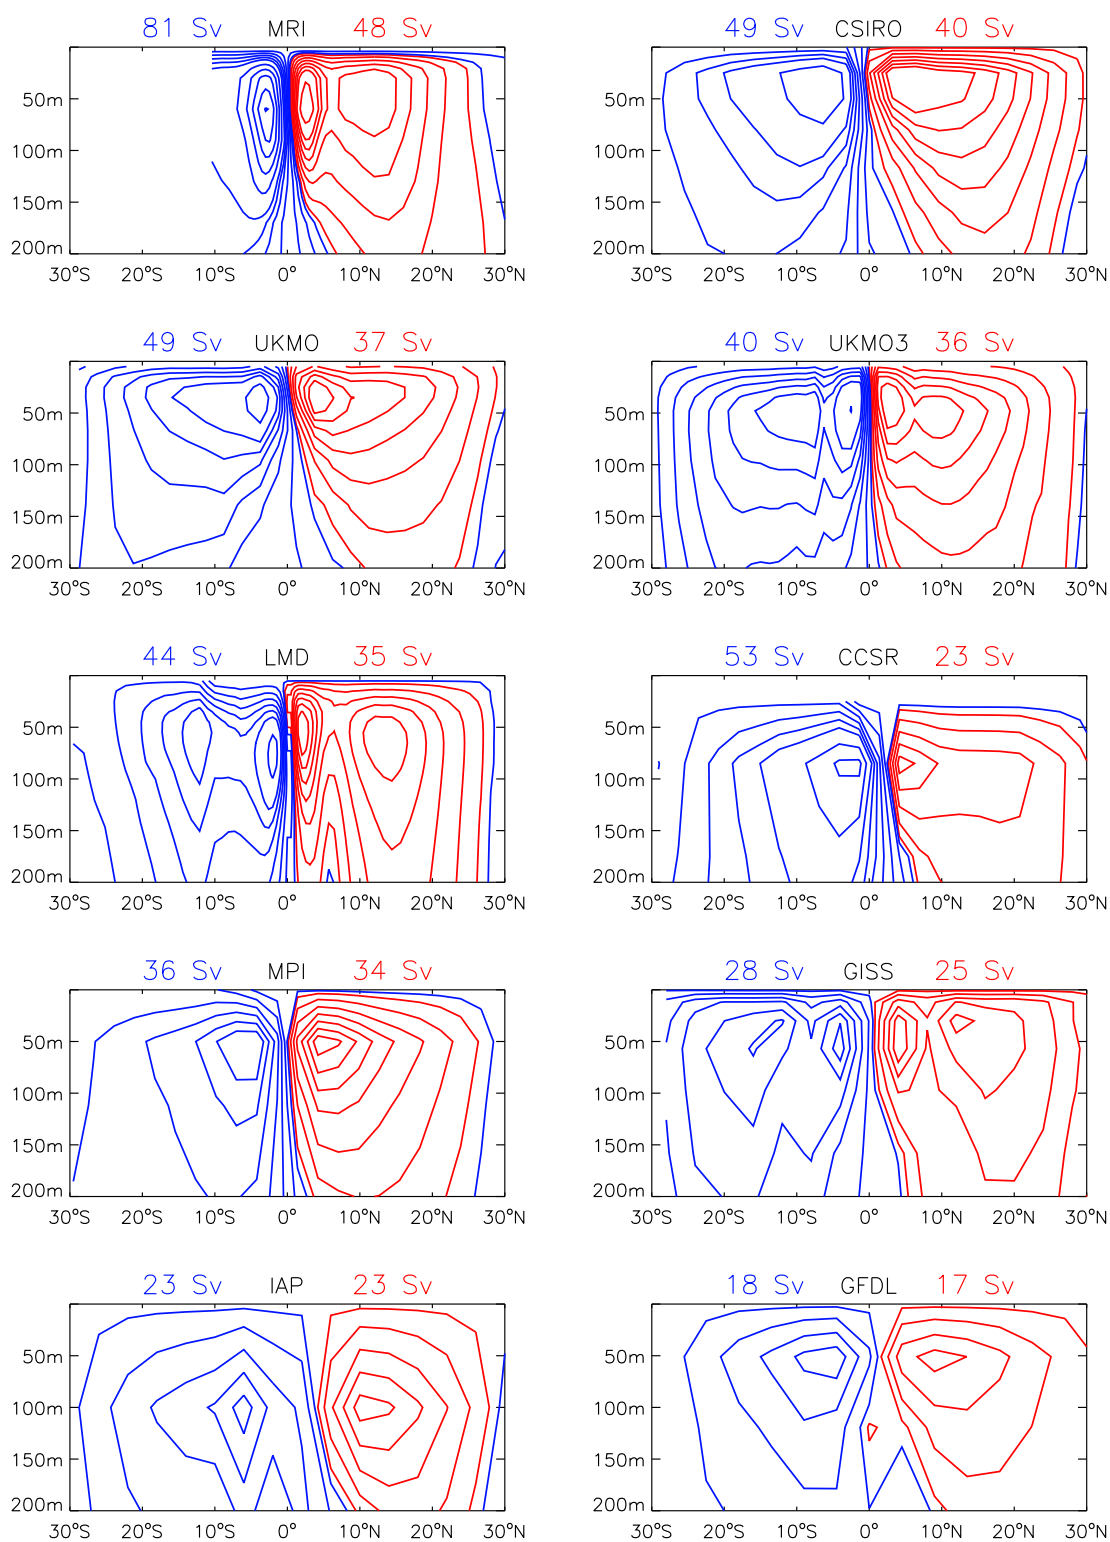 81 Sv MRI 48 Sv
50m
100m
150m
200m
30°S 20°S 10°S 0° 10°N 20°N 30°N
49 Sv CSIRO 40 Sv
50m
100m
150m
200m
30°S 20°S 10°S 0° 10°N 20°N 30°N
49 Sv UKMO 37 Sv
50m
100m
150m
200m
30°S 20°S 10°S 0° 10°N 20°N 30°N
40 Sv UKMO3 36 Sv
50m
100m
150m
200m
30°S 20°S 10°S 0° 10°N 20°N 30°N
44 Sv LMD 35 Sv
50m
100m
150m
200m
30°S 20°S 10°S 0° 10°N 20°N 30°N
53 Sv CCSR 23 Sv
50m
100m
150m
200m
30°S 20°S 10°S 0° 10°N 20°N 30°N
36 Sv MPI 34 Sv
50m
100m
150m
200m
30°S 20°S 10°S 0° 10°N 20°N 30°N
28 Sv GISS 25 Sv
50m
100m
150m
200m
30°S 20°S 10°S 0° 10°N 20°N 30°N
23 Sv IAP 23 Sv
50m
100m
150m
200m
30°S 20°S 10°S 0° 10°N 20°N 30°N
18 Sv GFDL 17 Sv
50m
100m
150m
200m
30°S 20°S 10°S 0° 10°N 20°N 30°N